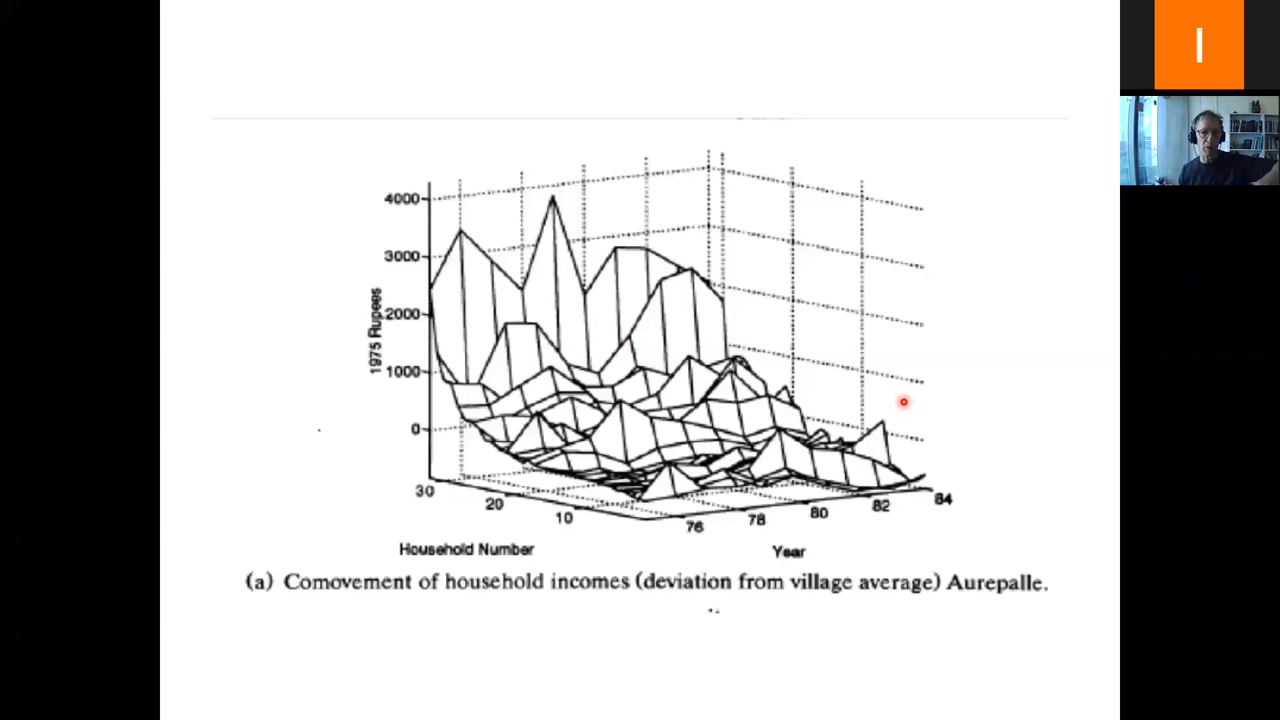 I
4000
3000
2000
1000
0
1975 Rupees
30
20
10
76
78
80
82
84
Household Number
Year
(a) Comovement of household incomes (deviation from village average) Aurepalle.